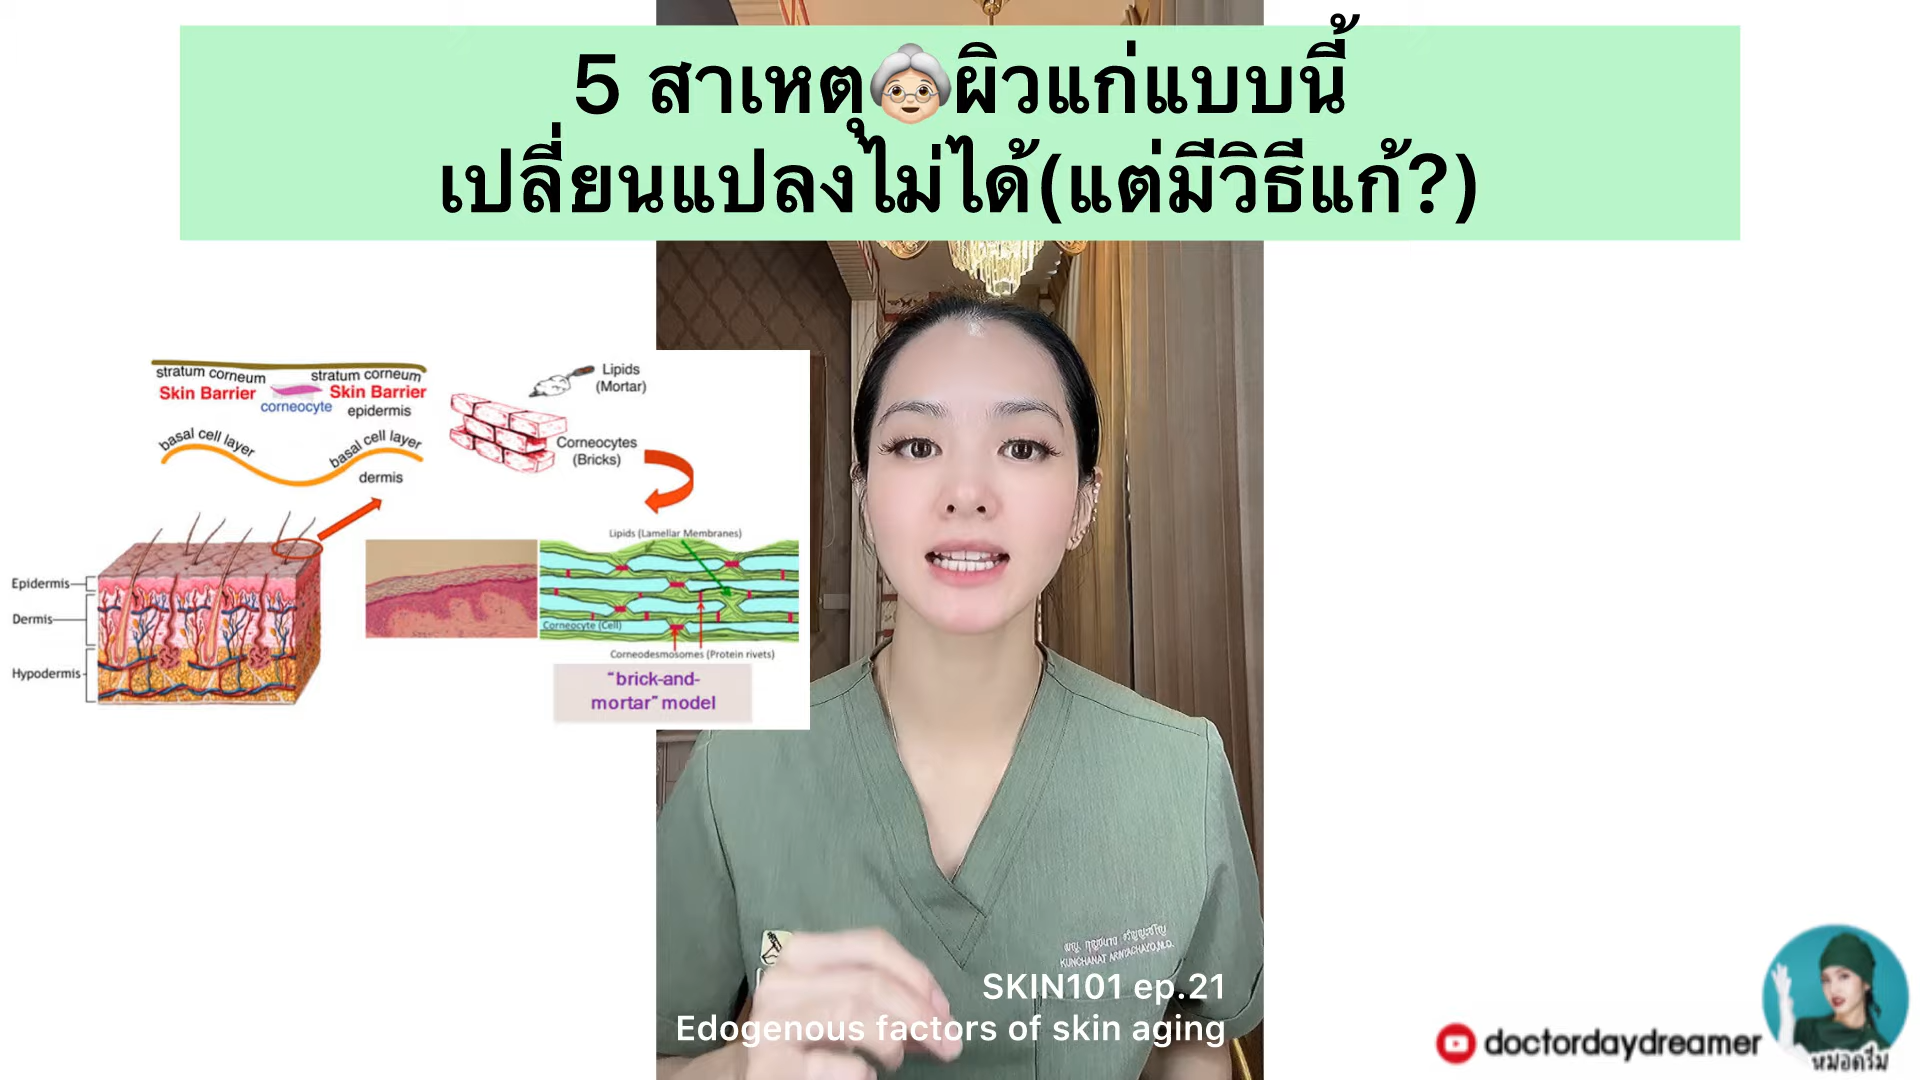 5 สาเหตุ👵🏻ผิวแก่แบบนี้
เปลี่ยนแปลงไม่ได้(แต่มีวิธีแก้?)
stratum corneum
stratum corneum
Skin Barrier
Skin Barrier
corneocyte
epidermis
basal cell layer
basal cell layer
dermis
Lipids
(Mortar)
Corneocytes
(Bricks)
Epidermis
Dermis
Hypodermis
Lipids (Lamellar Membranes)
Corneocyte (Cell)
Corneodesmosomes (Protein rivets)
“brick-and-
mortar” model
KUNCHANAT ARINTACHAYO,M.D.
SKIN101 ep.21
Edogenous factors of skin aging
doctordaydreamer
หมอดรีม